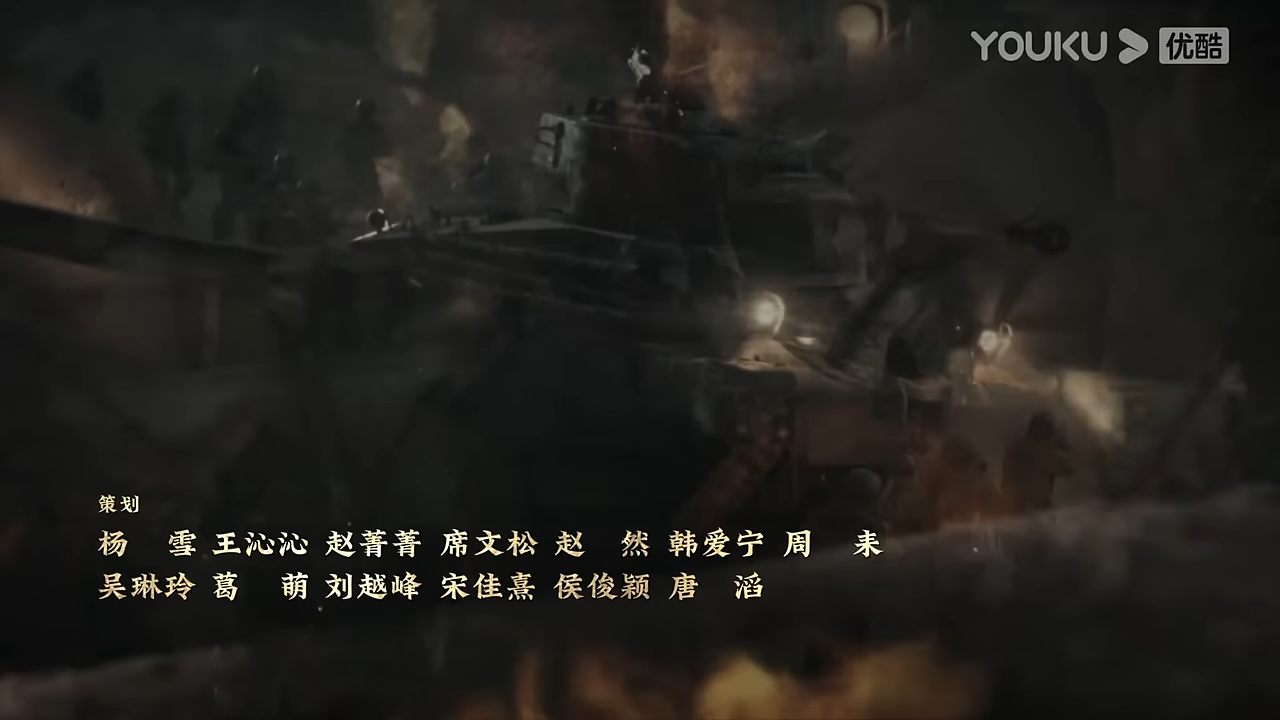 YOUKU 优酷
策划
杨 雪 王沁沁 赵菁菁 席文松 赵 然 韩爱宁 周 耒
吴琳玲 葛 萌 刘越峰 宋佳熹 侯俊颖 唐 滔